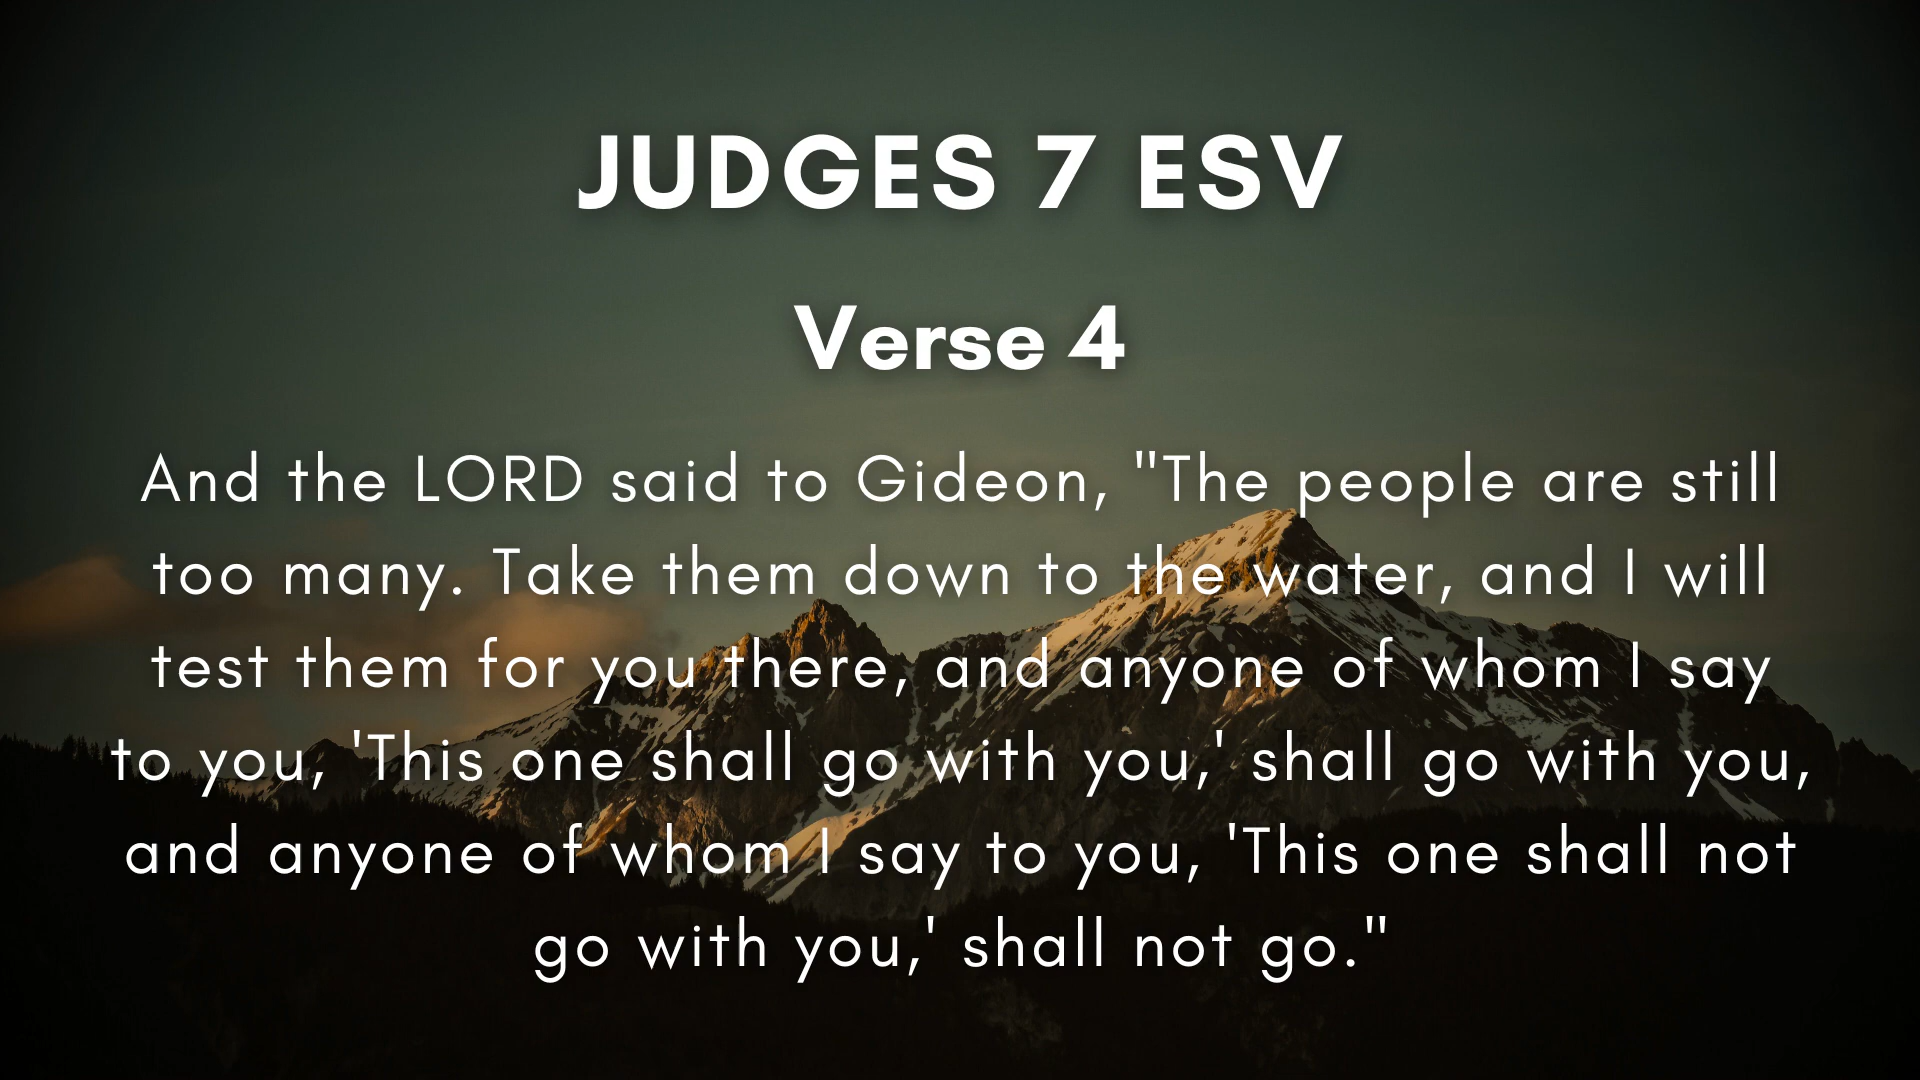 JUDGES 7 ESV
Verse 4
And the LORD said to Gideon, "The people are still
too many. Take them down to the water, and I will
test them for you there, and anyone of whom I say
to you, 'This one shall go with you,' shall go with you,
and anyone of whom I say to you, 'This one shall not
go with you,' shall not go."